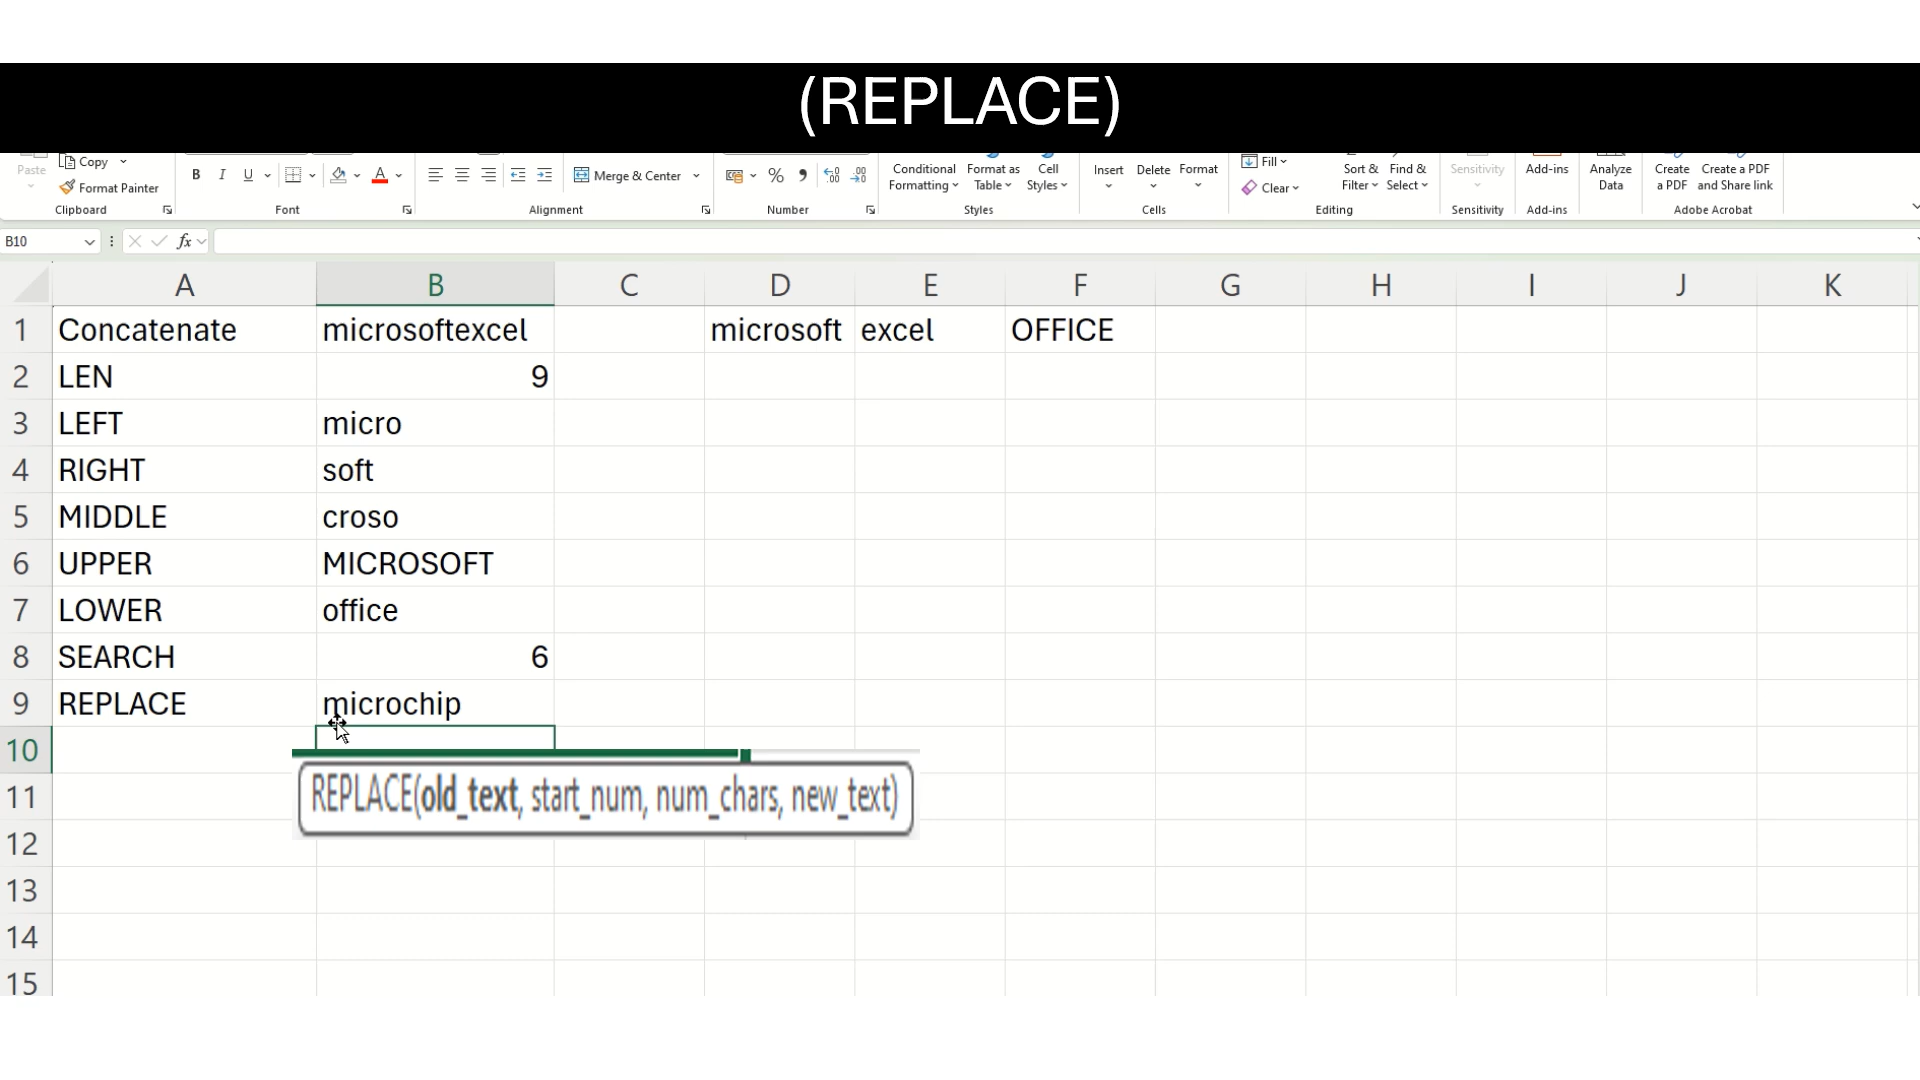 (REPLACE)
Paste Copy B I U A Merge & Center % , Conditional Formatting Format as Table Cell Styles Insert Delete Format Fill Clear Sort & Filter Find & Select Sensitivity Add-ins Analyze Data Create a PDF Create a PDF and Share link
Format Painter
Clipboard Font Alignment Number Styles Cells Editing Sensitivity Add-ins Adobe Acrobat
B10 fx
A B C D E F G H I J K
1 Concatenate microsoftexcel microsoft excel OFFICE
2 LEN 9
3 LEFT micro
4 RIGHT soft
5 MIDDLE croso
6 UPPER MICROSOFT
7 LOWER office
8 SEARCH 6
9 REPLACE microchip
10
REPLACE(old_text, start_num, num_chars, new_text)
11
12
13
14
15